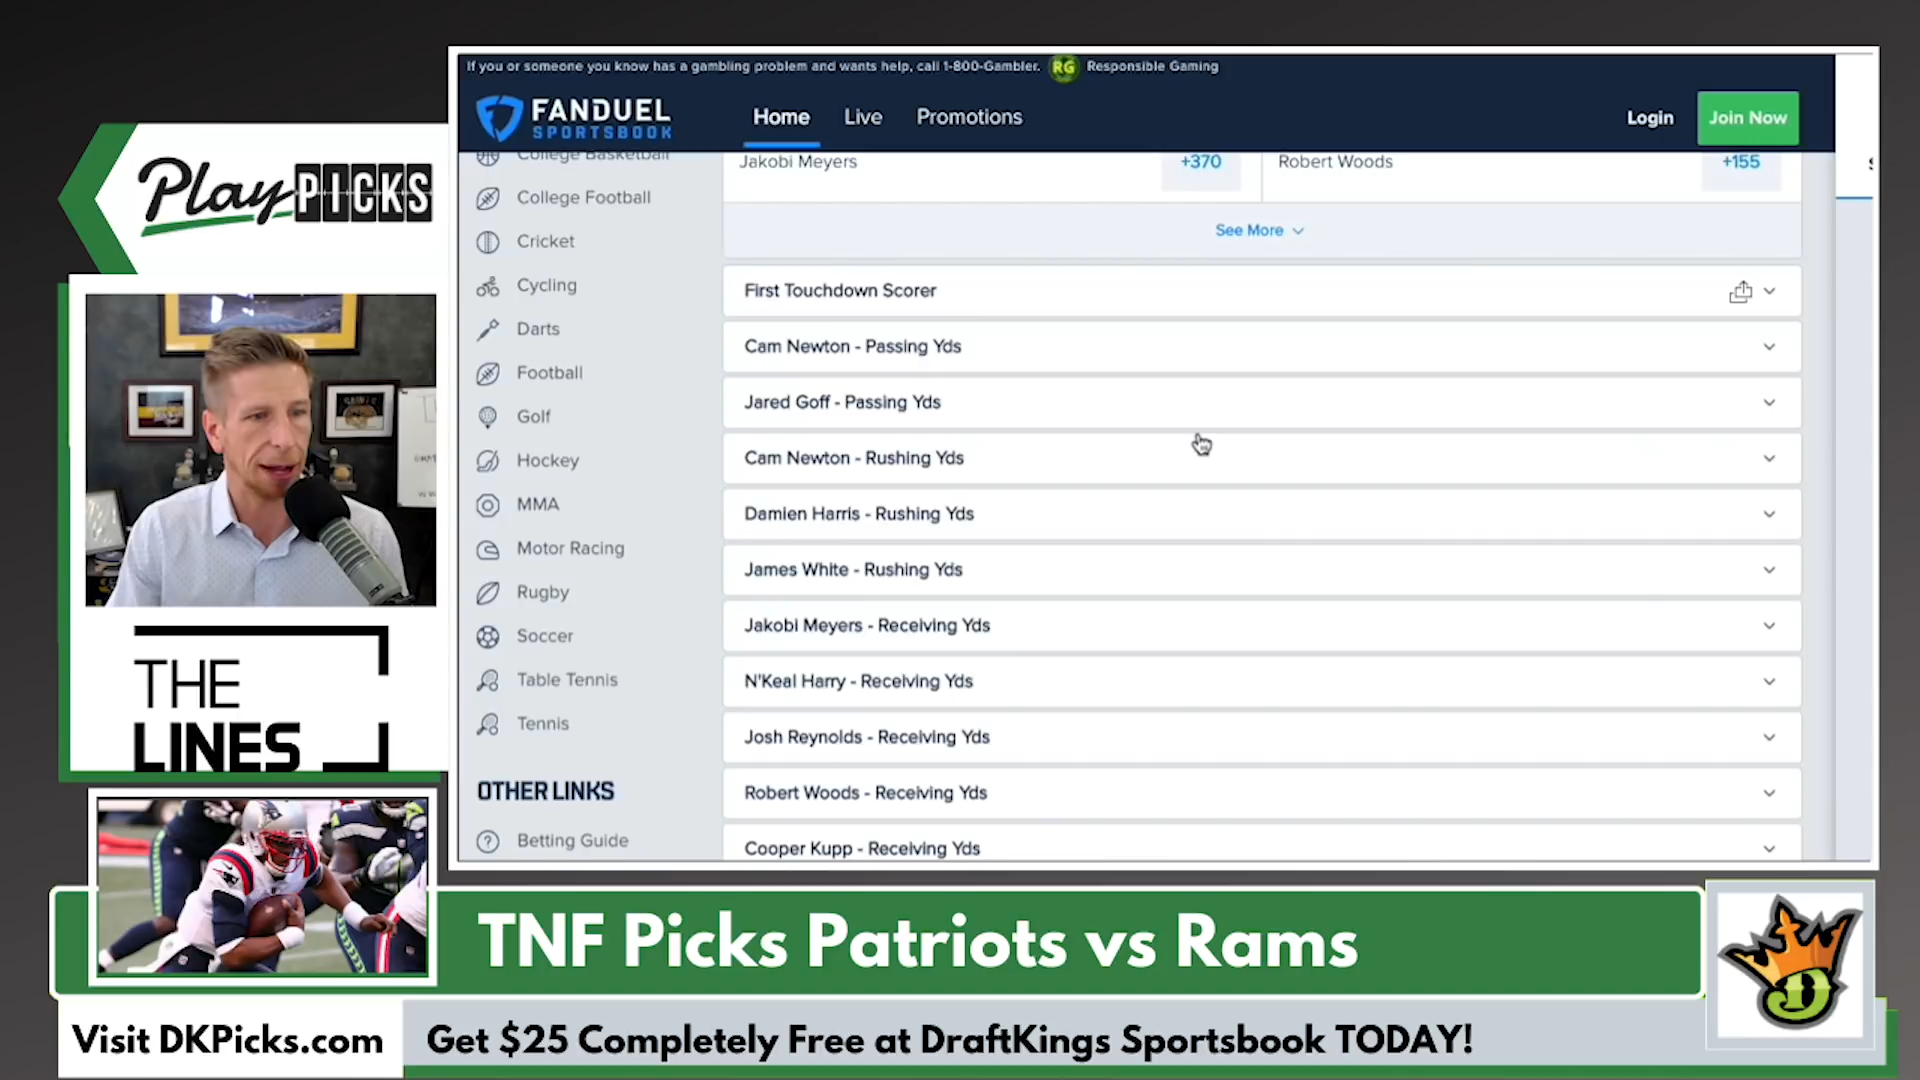 If you or someone you know has a gambling problem and wants help, call 1-800-Gambler. RG Responsible Gaming
FANDUEL
SPORTSBOOK
Home Live Promotions
Login
Join Now
Play PICKS
College Basketball
College Football
Cricket
Cycling
Darts
Football
Golf
Hockey
MMA
Motor Racing
Rugby
Soccer
Table Tennis
Tennis
OTHER LINKS
Betting Guide
Jakobi Meyers +370 Robert Woods +155
See More
First Touchdown Scorer
Cam Newton - Passing Yds
Jared Goff - Passing Yds
Cam Newton - Rushing Yds
Damien Harris - Rushing Yds
James White - Rushing Yds
Jakobi Meyers - Receiving Yds
N'Keal Harry - Receiving Yds
Josh Reynolds - Receiving Yds
Robert Woods - Receiving Yds
Cooper Kupp - Receiving Yds
THE
LINES
TNF Picks Patriots vs Rams
D
Visit DKPicks.com
Get $25 Completely Free at DraftKings Sportsbook TODAY!